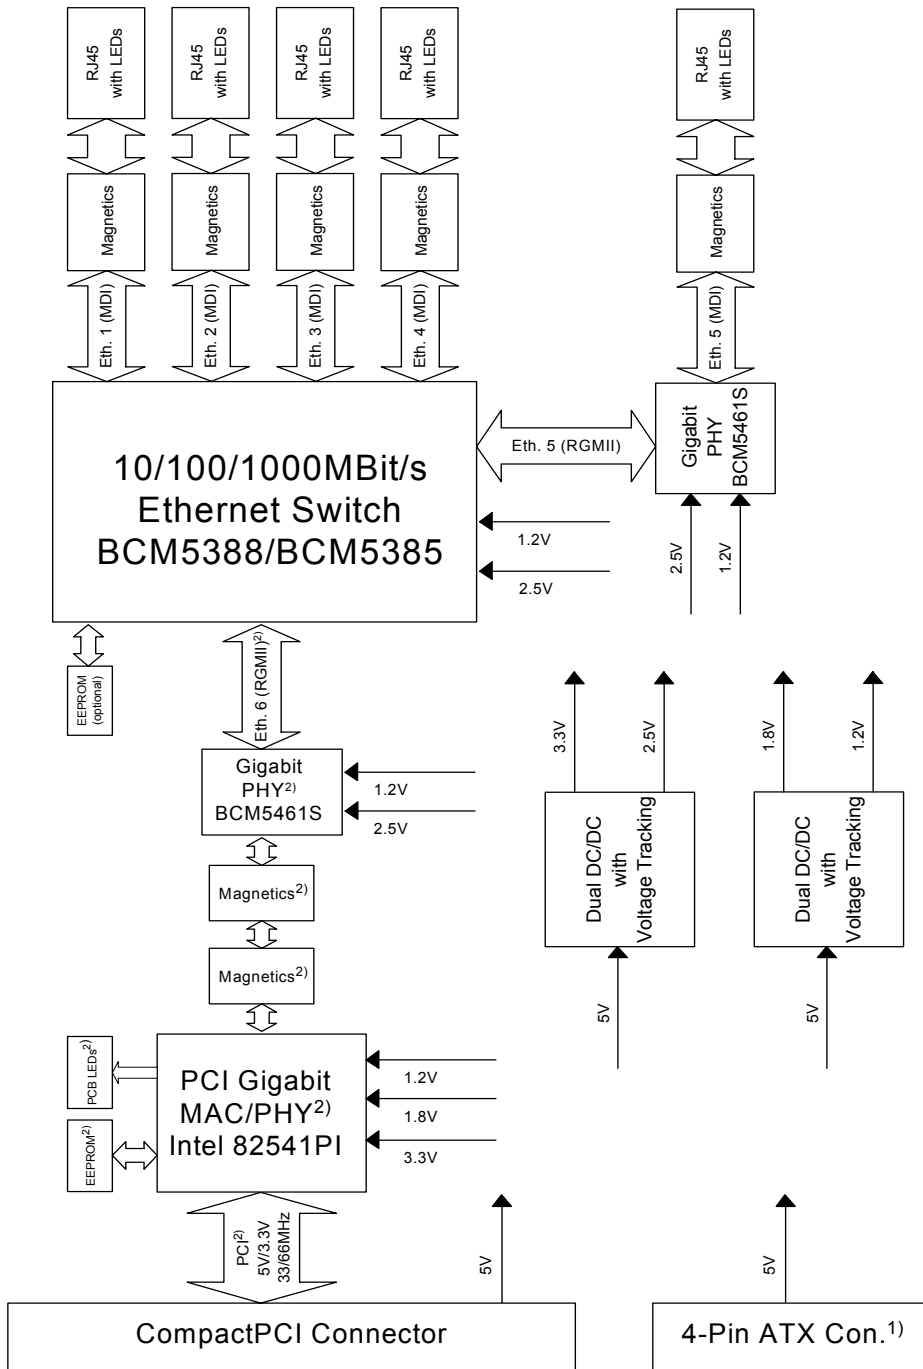 RJ45
with LEDs
RJ45
with LEDs
RJ45
with LEDs
RJ45
with LEDs
RJ45
with LEDs
Magnetics
Magnetics
Magnetics
Magnetics
Magnetics
Eth. 1 (MDI)
Eth. 2 (MDI)
Eth. 3 (MDI)
Eth. 4 (MDI)
Eth. 5 (MDI)
10/100/1000MBit/s
Ethernet Switch
BCM5388/BCM5385
Eth. 5 (RGMII)
Gigabit
PHY
BCM5461S
1.2V
2.5V
2.5V
1.2V
EEPROM
(optional)
Eth. 6 (RGMII)2)
Gigabit
PHY2)
BCM5461S
1.2V
2.5V
3.3V
2.5V
1.8V
1.2V
Dual DC/DC
with
Voltage Tracking
Dual DC/DC
with
Voltage Tracking
5V
5V
Magnetics2)
Magnetics2)
PCB LEDs2)
EEPROM2)
PCI Gigabit
MAC/PHY2)
Intel 82541PI
1.2V
1.8V
3.3V
PCI2)
5V/3.3V
33/66MHz
5V
5V
CompactPCI Connector
4-Pin ATX Con.1)